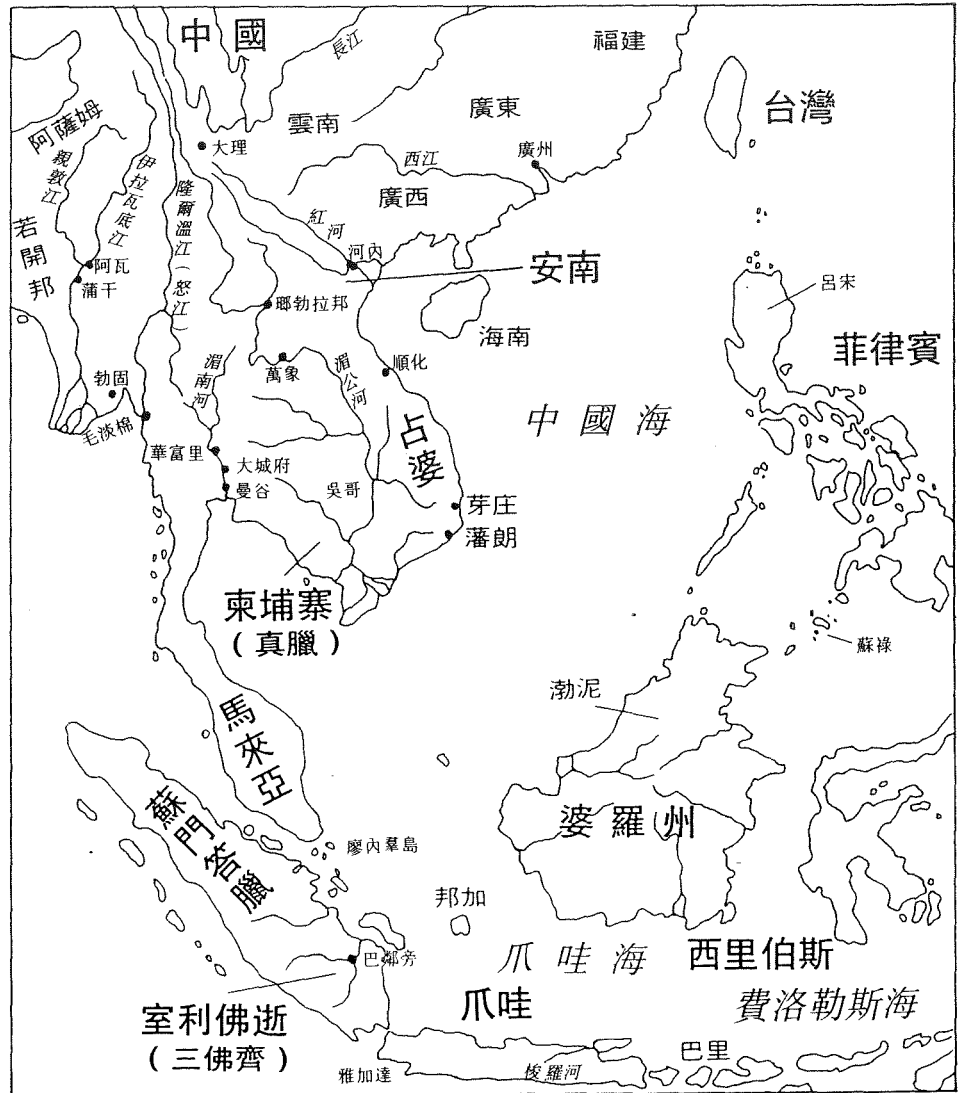 中國
長江
福建
台灣
雲南
廣東
阿薩姆
大理
親敦江
伊拉瓦底江
西江
廣州
隆爾溫江(怒江)
廣西
若開邦
紅河
河內
阿瓦
安南
蒲干
呂宋
瑯勃拉邦
海南
菲律賓
湄南河
萬象
湄公河
順化
勃固
中國海
毛淡棉
占婆
華富里
大城府
曼谷
吳哥
芽庄
藩朗
柬埔寨
(真臘)
蘇祿
渤泥
馬來亞
蘇門答臘
婆羅州
廖內羣島
邦加
爪哇海
西里伯斯
巴鄰旁
爪哇
費洛勒斯海
室利佛逝
(三佛齊)
巴里
雅加達
梭羅河